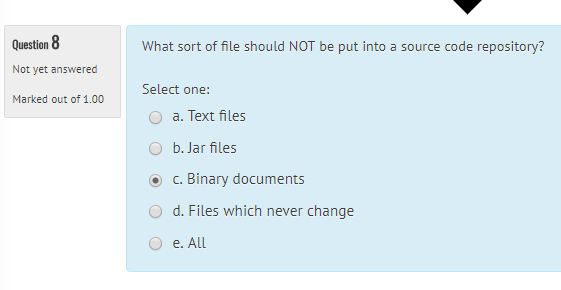 Question 8
Not yet answered
Marked out of 1.00
What sort of file should NOT be put into a source code repository?
Select one:
a. Text files
b. Jar files
c. Binary documents
d. Files which never change
e. All